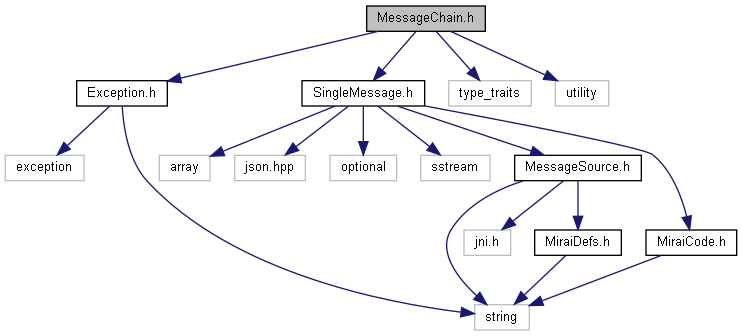 MessageChain.h
Exception.h
SingleMessage.h
type_traits
utility
exception
array
json.hpp
optional
sstream
MessageSource.h
jni.h
MiraiDefs.h
MiraiCode.h
string